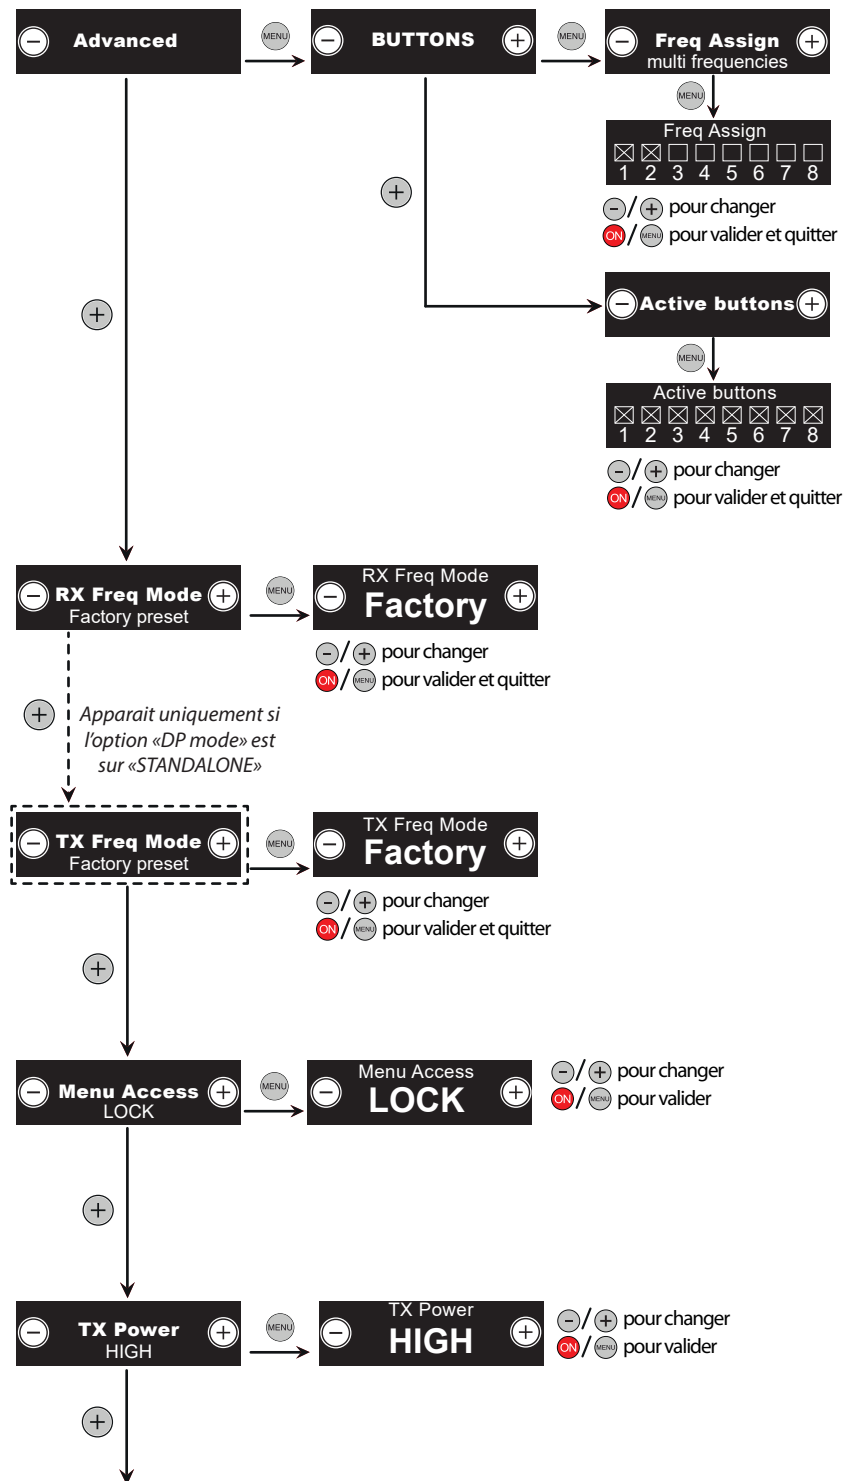 Advanced
MENU
BUTTONS
MENU
Freq Assign
multi frequencies
MENU
Freq Assign
1 2 3 4 5 6 7 8
- / + pour changer
ON / MENU pour valider et quitter
+
+
Active buttons
MENU
Active buttons
1 2 3 4 5 6 7 8
- / + pour changer
ON / MENU pour valider et quitter
RX Freq Mode
Factory preset
MENU
RX Freq Mode
Factory
- / + pour changer
ON / MENU pour valider et quitter
+
Apparait uniquement si
l'option «DP mode» est
sur «STANDALONE»
TX Freq Mode
Factory preset
MENU
TX Freq Mode
Factory
- / + pour changer
ON / MENU pour valider et quitter
+
Menu Access
LOCK
MENU
Menu Access
LOCK
- / + pour changer
ON / MENU pour valider
+
TX Power
HIGH
MENU
TX Power
HIGH
- / + pour changer
ON / MENU pour valider
+